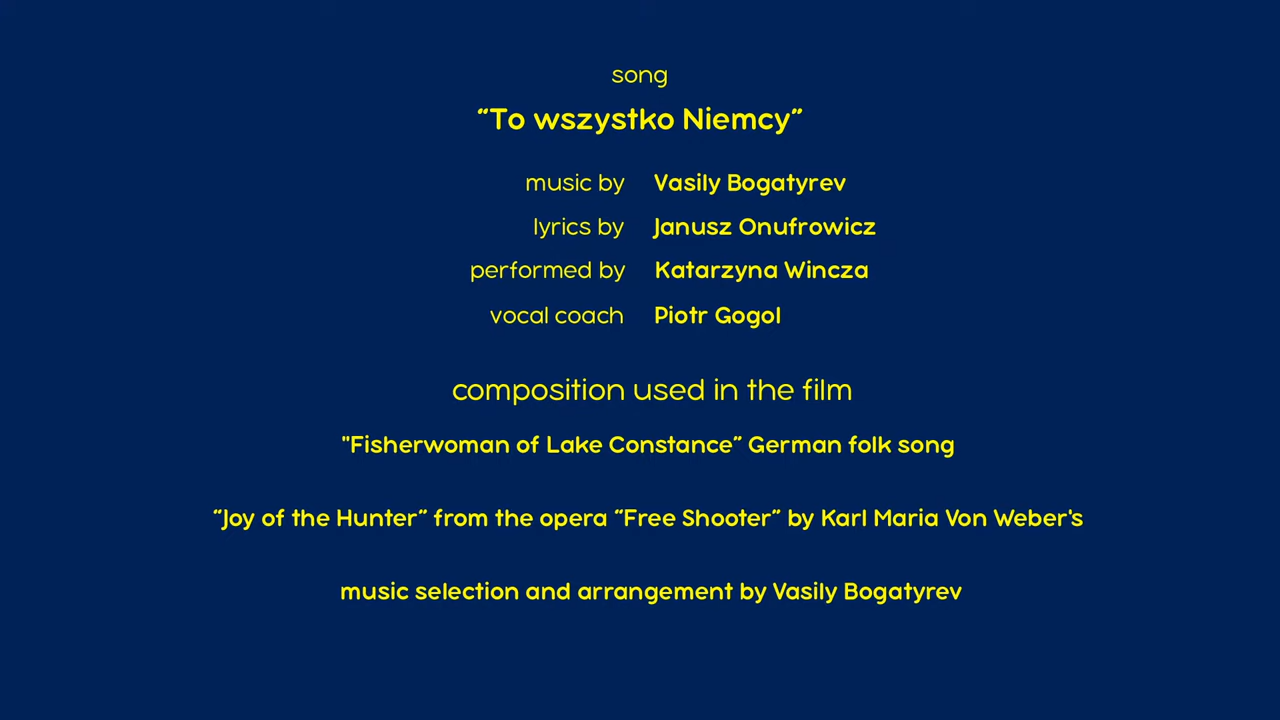 song
“To wszystko Niemcy”
music by Vasily Bogatyrev
lyrics by Janusz Onufrowicz
performed by Katarzyna Wincza
vocal coach Piotr Gogol
composition used in the film
"Fisherwoman of Lake Constance” German folk song
“Joy of the Hunter” from the opera “Free Shooter” by Karl Maria Von Weber's
music selection and arrangement by Vasily Bogatyrev